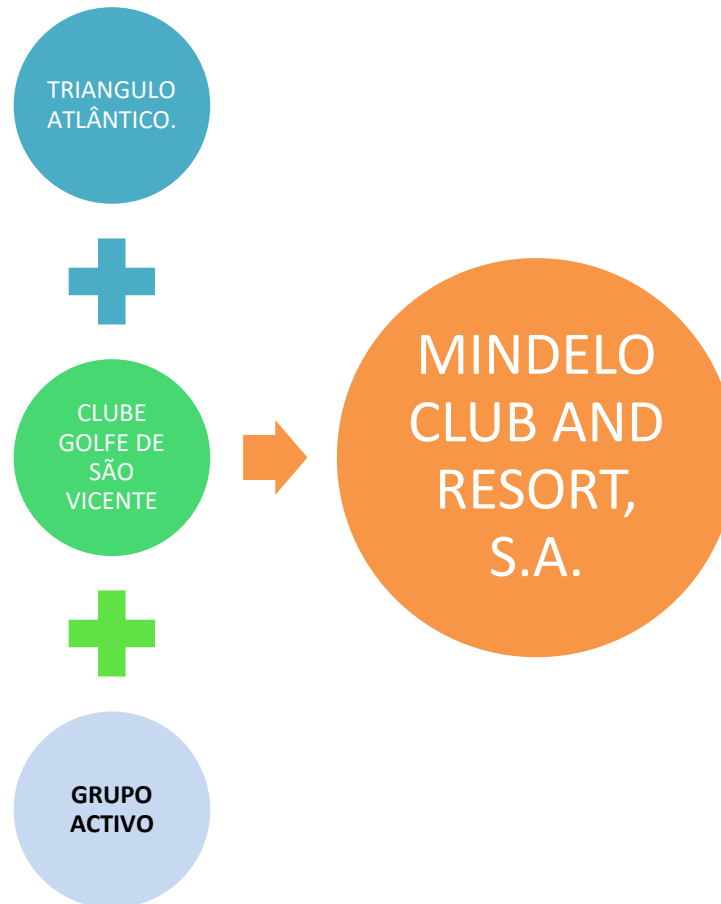 TRIANGULO
ATLÂNTICO.
CLUBE
GOLFE DE
SÃO
VICENTE
GRUPO
ACTIVO
MINDELO
CLUB AND
RESORT,
S.A.